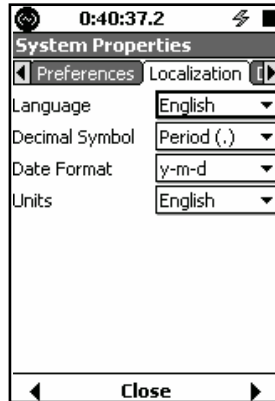 0:40:37.2
System Properties
Preferences Localization
Language English
Decimal Symbol Period (.)
Date Format y-m-d
Units English
Close